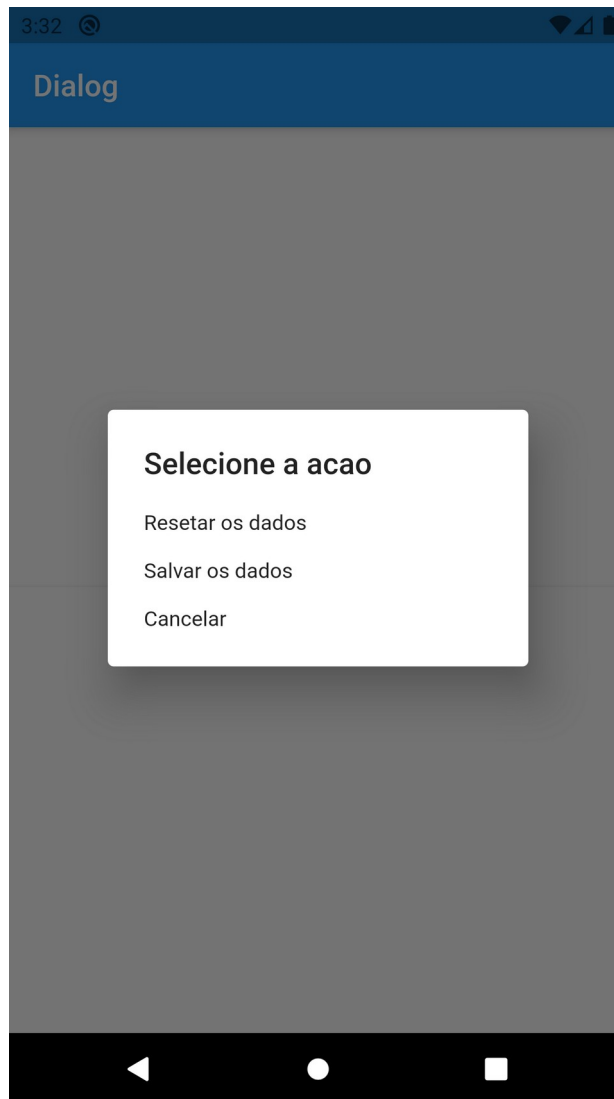 3:32
Dialog
Selecione a acao
Resetar os dados
Salvar os dados
Cancelar